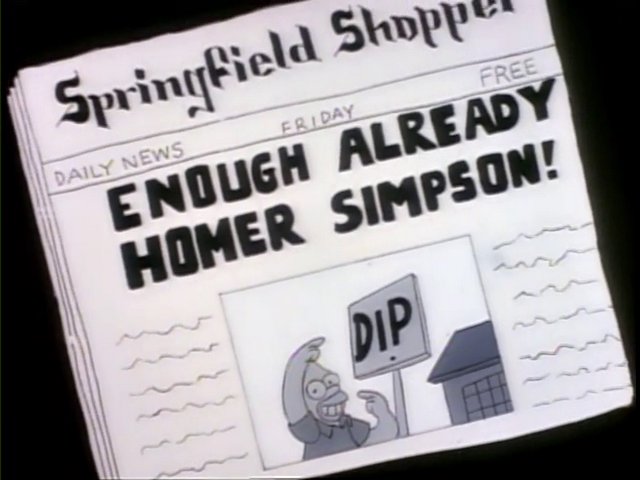 Springfield Shopper
DAILY NEWS FRIDAY FREE
ENOUGH ALREADY
HOMER SIMPSON!
DIP